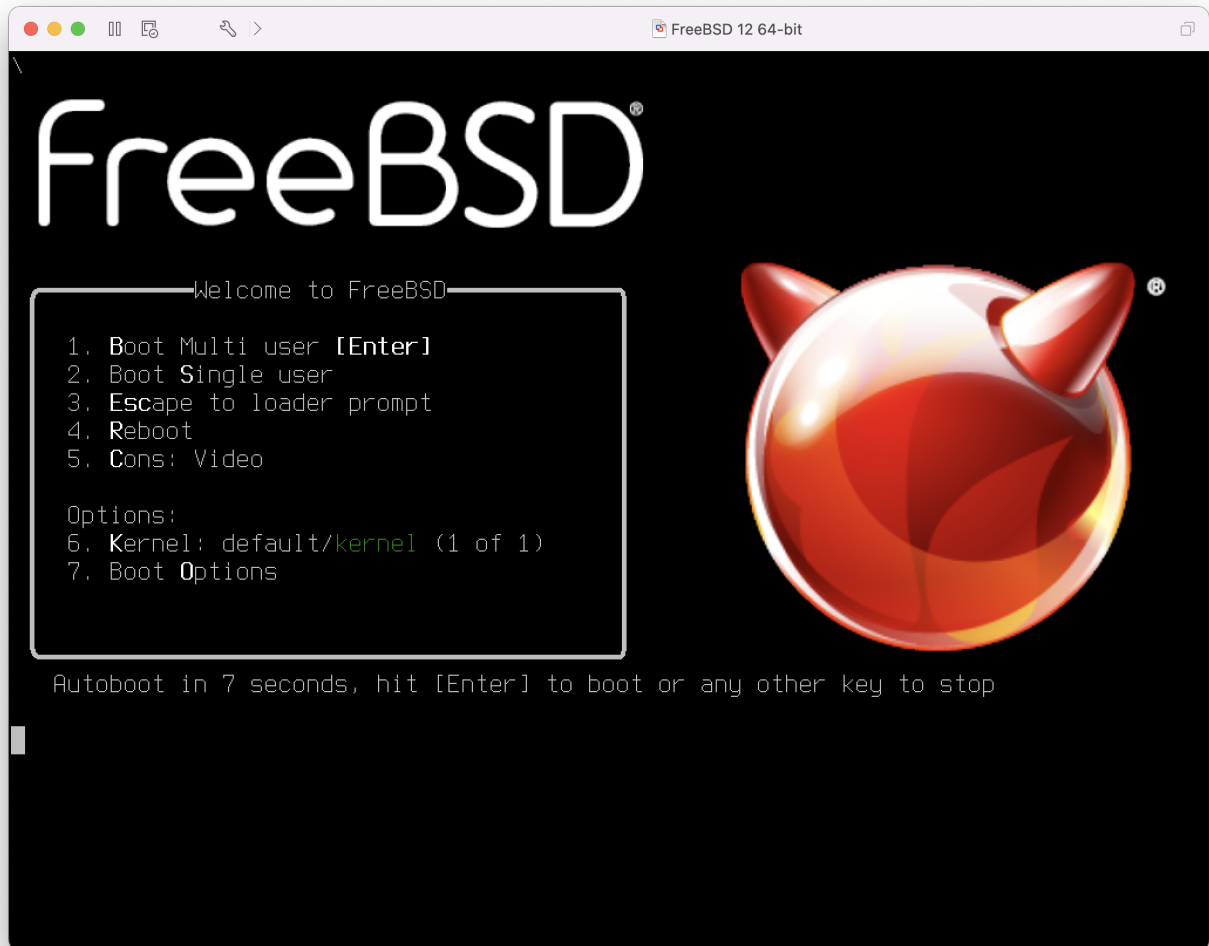 FreeBSD 12 64-bit
\
FreeBSD®
Welcome to FreeBSD
1. Boot Multi user [Enter]
2. Boot Single user
3. Escape to loader prompt
4. Reboot
5. Cons: Video
Options:
6. Kernel: default/kernel (1 of 1)
7. Boot Options
®
Autoboot in 7 seconds, hit [Enter] to boot or any other key to stop